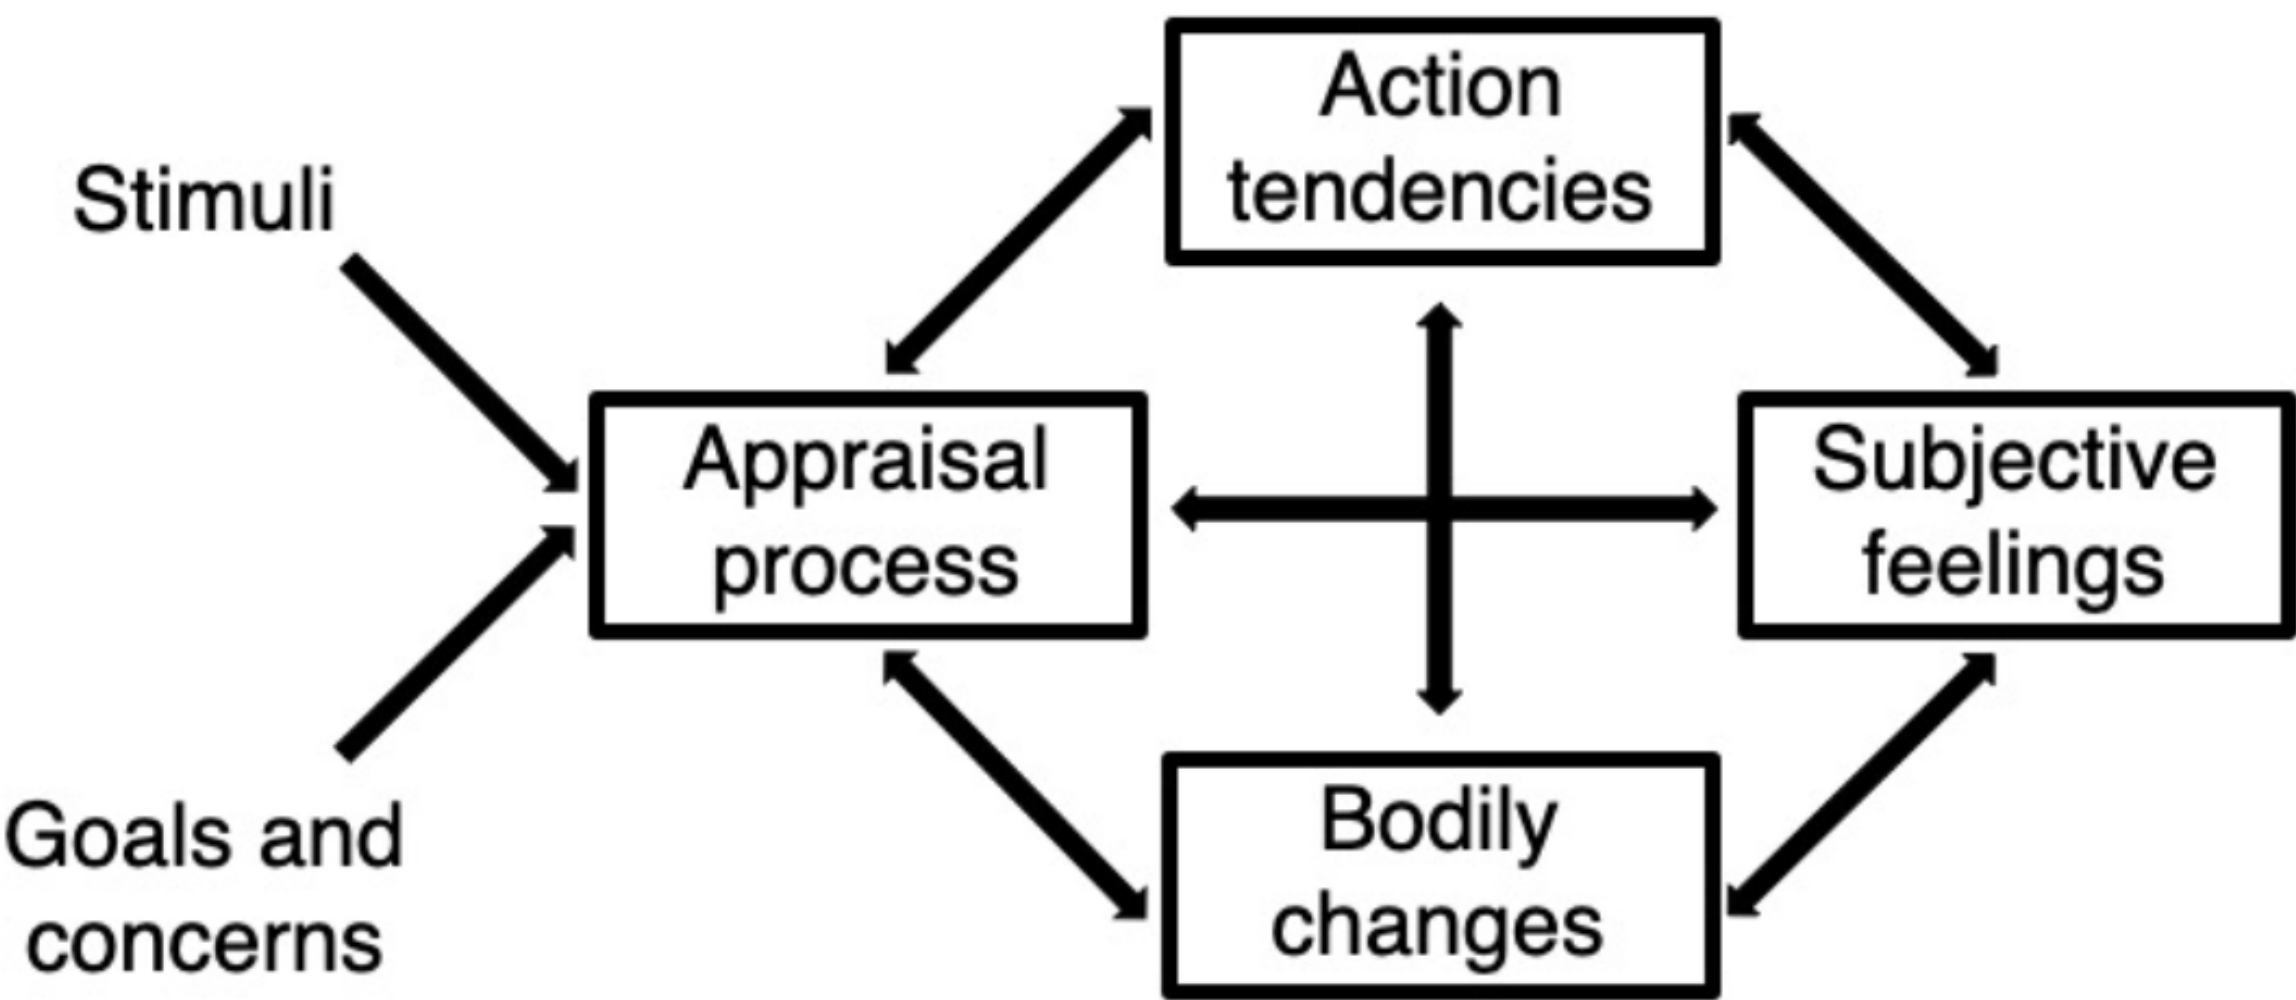 Stimuli
Goals and
concerns
Appraisal
process
Action
tendencies
Bodily
changes
Subjective
feelings